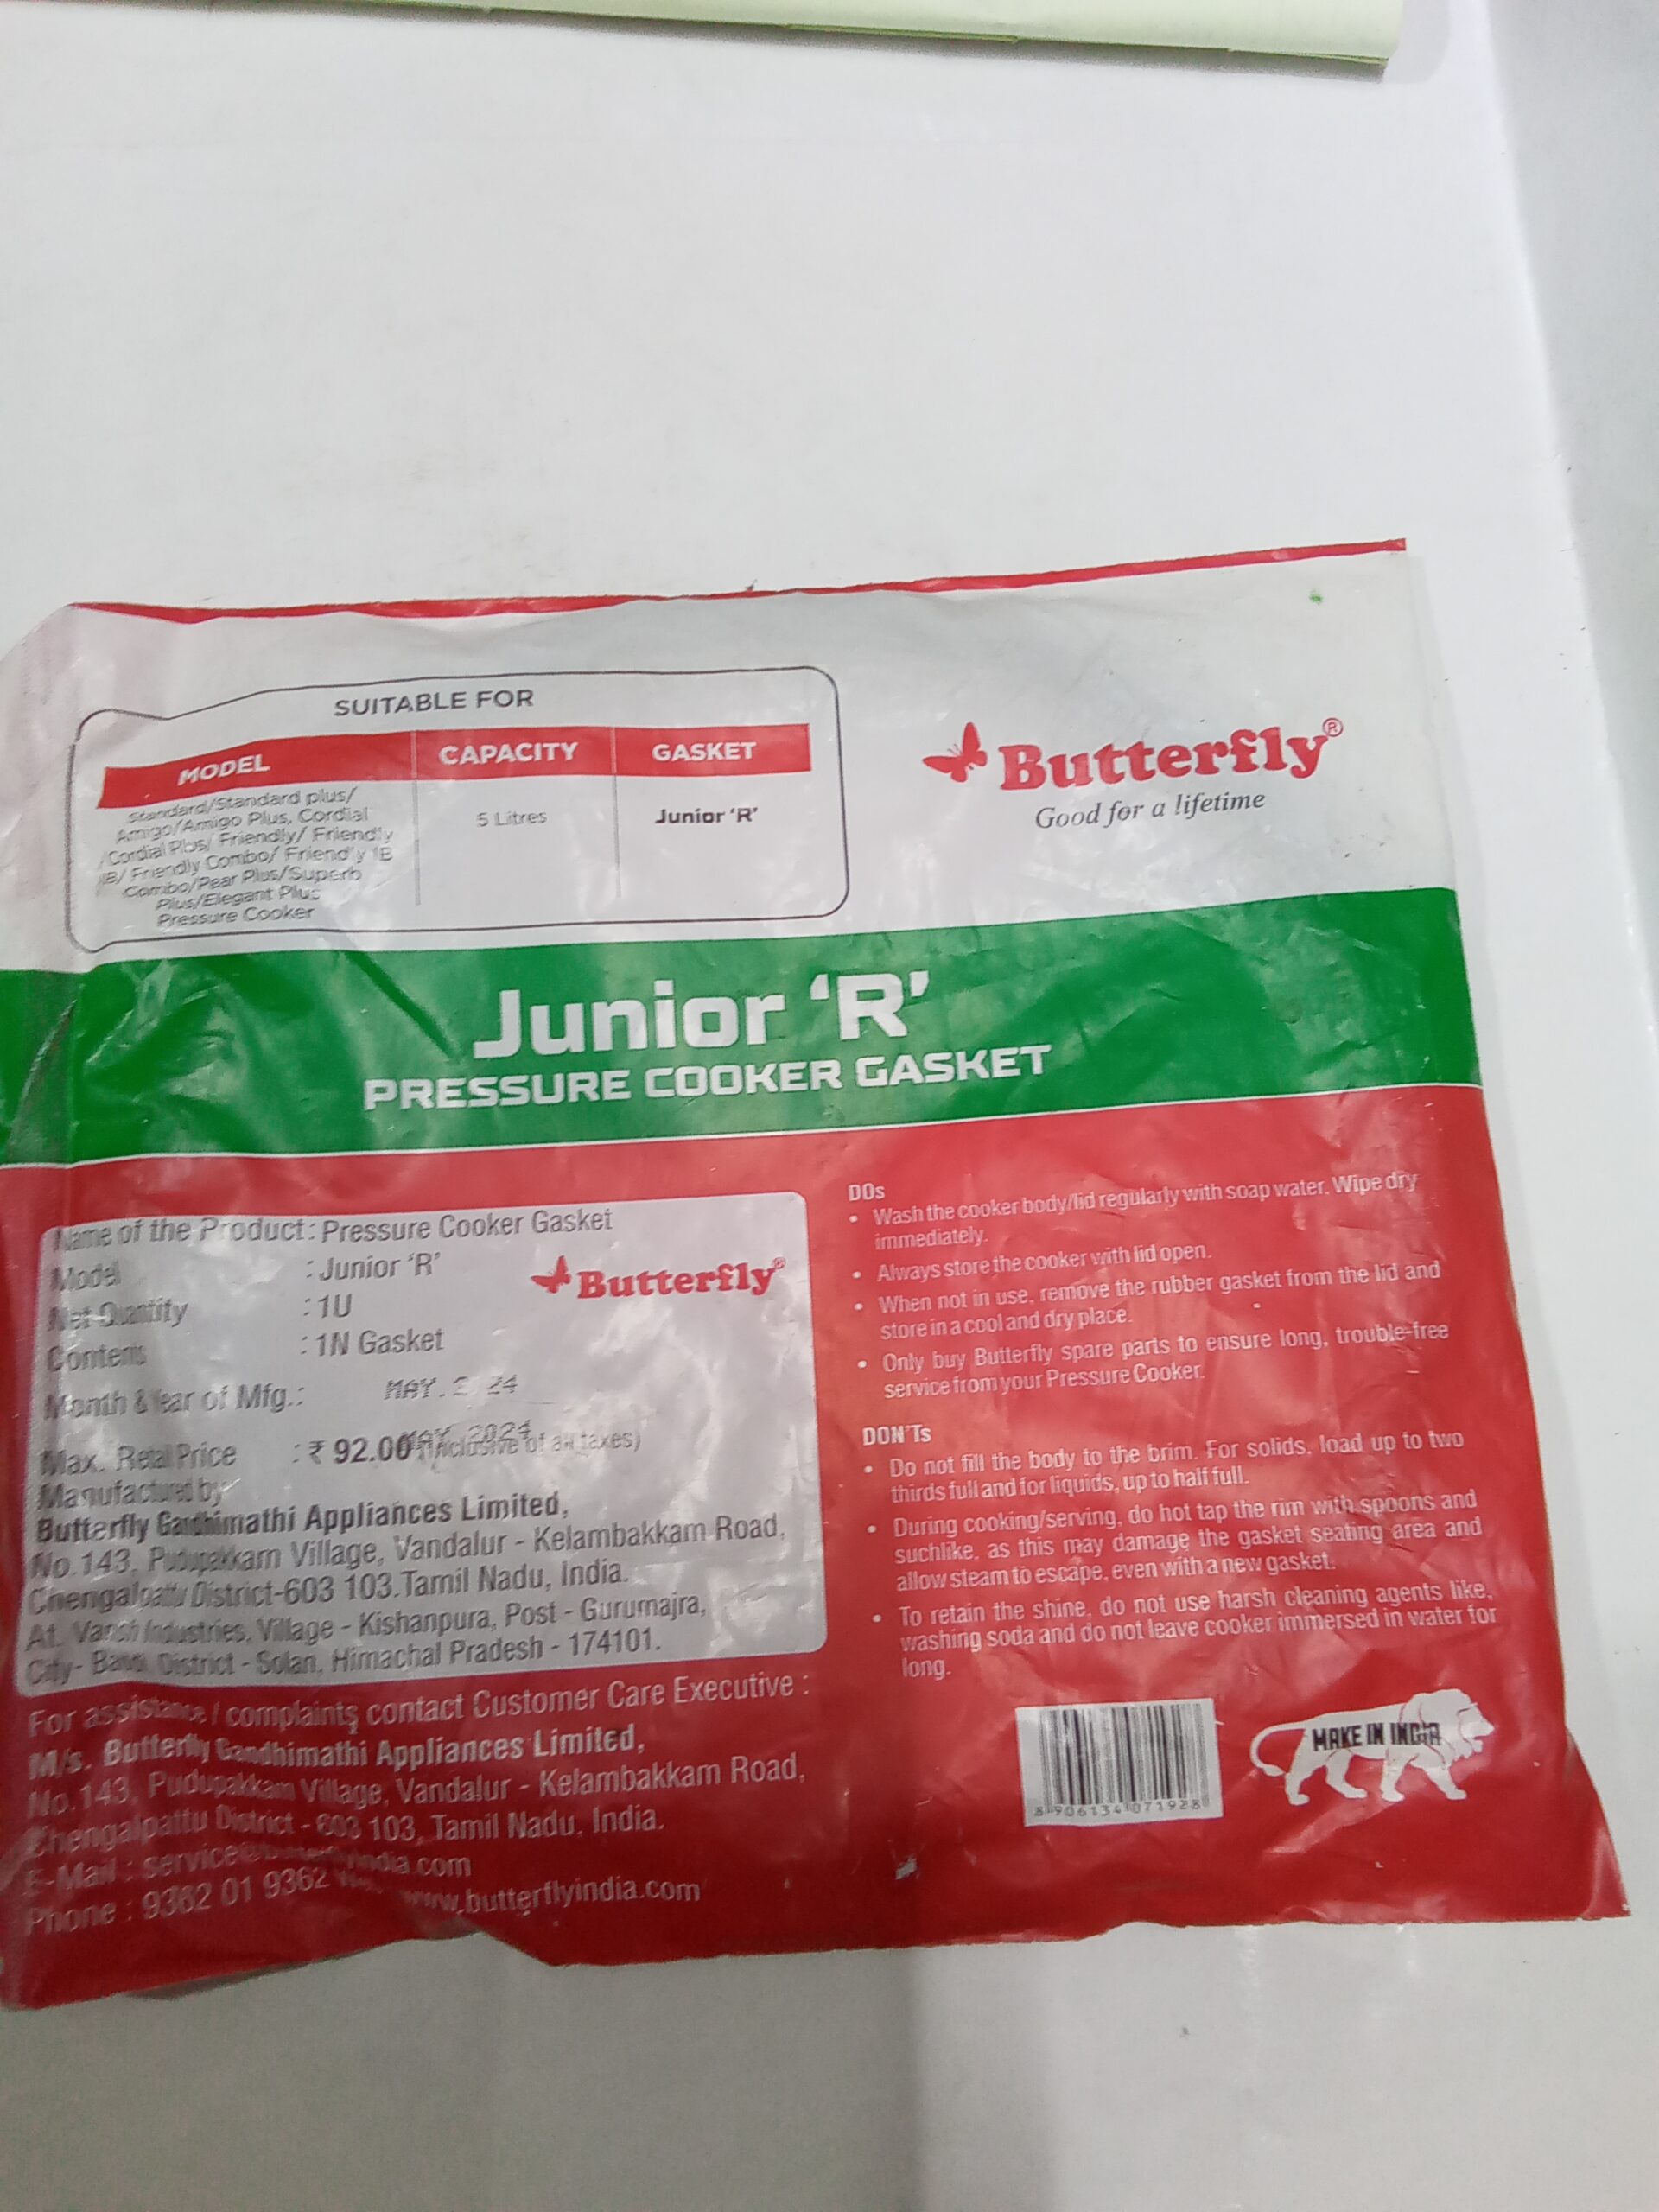 SUITABLE FOR
MODEL CAPACITY GASKET
Standard/Standard plus/
Amigo/Amigo Plus, Cordial
/Cordial Plus/ Friendly/ Friendly
IB/ Friendly Combo/ Friendly IB
Combo/Pear Plus/Superb
Plus/Elegant Plus
Pressure Cooker
5 Litres
Junior 'R'
Butterfly®
Good for a lifetime
Junior 'R'
PRESSURE COOKER GASKET
Name of the Product: Pressure Cooker Gasket
Model : Junior 'R'
Net Quantity : 1U
Contents : 1N Gasket
Butterfly®
Month & Year of Mfg.: MAY. 24
MAY 2024
Max. Retail Price : ₹ 92.00 (Inclusive of all taxes)
Manufactured by
Butterfly Gandhimathi Appliances Limited,
No.143, Pudupakkam Village, Vandalur - Kelambakkam Road,
Chengalpattu District-603 103.Tamil Nadu, India.
At. Vansh Industries, Village - Kishanpura, Post - Gurumajra,
City- District - Solan, Himachal Pradesh - 174101.
For assistance / complaints contact Customer Care Executive :
M/s. Butterfly Gandhimathi Appliances Limited,
No.143, Pudupakkam Village, Vandalur - Kelambakkam Road,
Chengalpattu District - 603 103, Tamil Nadu. India.
E-Mail : service@butterflyindia.com
Phone : 9362 01 9362 www.butterflyindia.com
DOs
• Wash the cooker body/lid regularly with soap water. Wipe dry
immediately.
• Always store the cooker with lid open.
• When not in use, remove the rubber gasket from the lid and
store in a cool and dry place.
• Only buy Butterfly spare parts to ensure long, trouble-free
service from your Pressure Cooker.
DON'Ts
• Do not fill the body to the brim. For solids, load up to two
thirds full and for liquids, up to half full.
• During cooking/serving, do hot tap the rim with spoons and
suchlike, as this may damage the gasket seating area and
allow steam to escape, even with a new gasket.
• To retain the shine, do not use harsh cleaning agents like,
washing soda and do not leave cooker immersed in water for
long.
8 906134 071928
MAKE IN INDIA